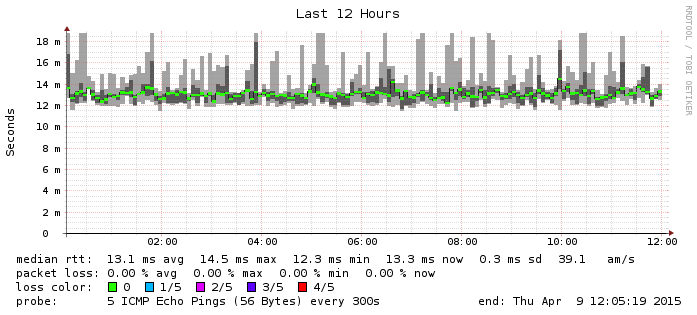 Last 12 Hours
RRDTOOL / TOBI OETIKER
Seconds
18 m
16 m
14 m
12 m
10 m
8 m
6 m
4 m
2 m
0
02:00 04:00 06:00 08:00 10:00 12:00
median rtt: 13.1 ms avg 14.5 ms max 12.3 ms min 13.3 ms now 0.3 ms sd 39.1 am/s
packet loss: 0.00 % avg 0.00 % max 0.00 % min 0.00 % now
loss color: 0 1/5 2/5 3/5 4/5
probe: 5 ICMP Echo Pings (56 Bytes) every 300s end: Thu Apr 9 12:05:19 2015